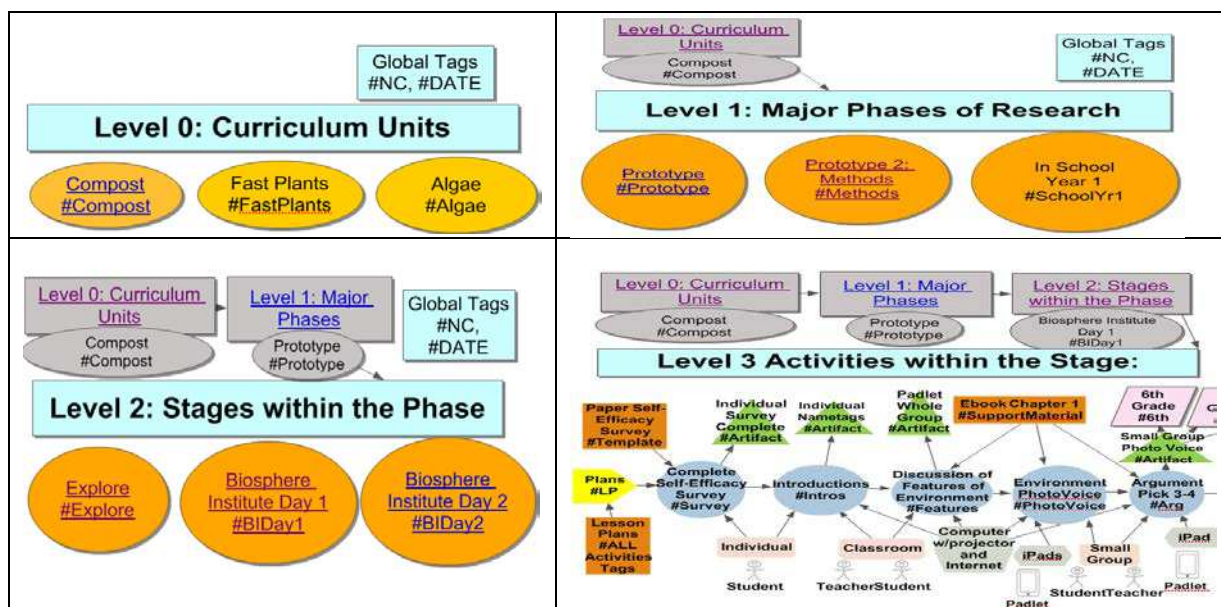 Global Tags
#NC, #DATE
Level 0: Curriculum Units
Compost
#Compost
Fast Plants
#FastPlants
Algae
#Algae
Level 0: Curriculum
Units
Compost
#Compost
Global Tags
#NC,
#DATE
Level 1: Major Phases of Research
Prototype
#Prototype
Prototype 2:
Methods
#Methods
In School
Year 1
#SchoolYr1
Level 0: Curriculum
Units
Compost
#Compost
Level 1: Major
Phases
Prototype
#Prototype
Global Tags
#NC,
#DATE
Level 2: Stages within the Phase
Explore
#Explore
Biosphere
Institute Day 1
#BIDay1
Biosphere
Institute Day 2
#BIDay2
Level 0: Curriculum
Units
Compost
#Compost
Level 1: Major
Phases
Prototype
#Prototype
Level 2: Stages
within the Phase
Biosphere Institute
Day 1
#BIDay1
Level 3 Activities within the Stage:
Paper Self-
Efficacy
Survey
#Template
Individual
Survey
Complete
#Artifact
Individual
Nametags
#Artifact
Padlet
Whole
Group
#Artifact
Ebook Chapter 1
#SupportMaterial
6th
Grade
#6th
G
Small Group
Photo Voice
#Artifact
Plans
#LP
Complete
Self-Efficacy
Survey
#Survey
Introductions
#Intros
Discussion of
Features of
Environment
#Features
Environment
PhotoVoice
#PhotoVoice
Argument
Pick 3-4
#Arg
Lesson
Plans
#ALL
Activities
Tags
Individual
Student
Classroom
TeacherStudent
Computer
w/projector
and
Internet
iPads
Padlet
Small
Group
StudentTeacher
iPad
Padlet